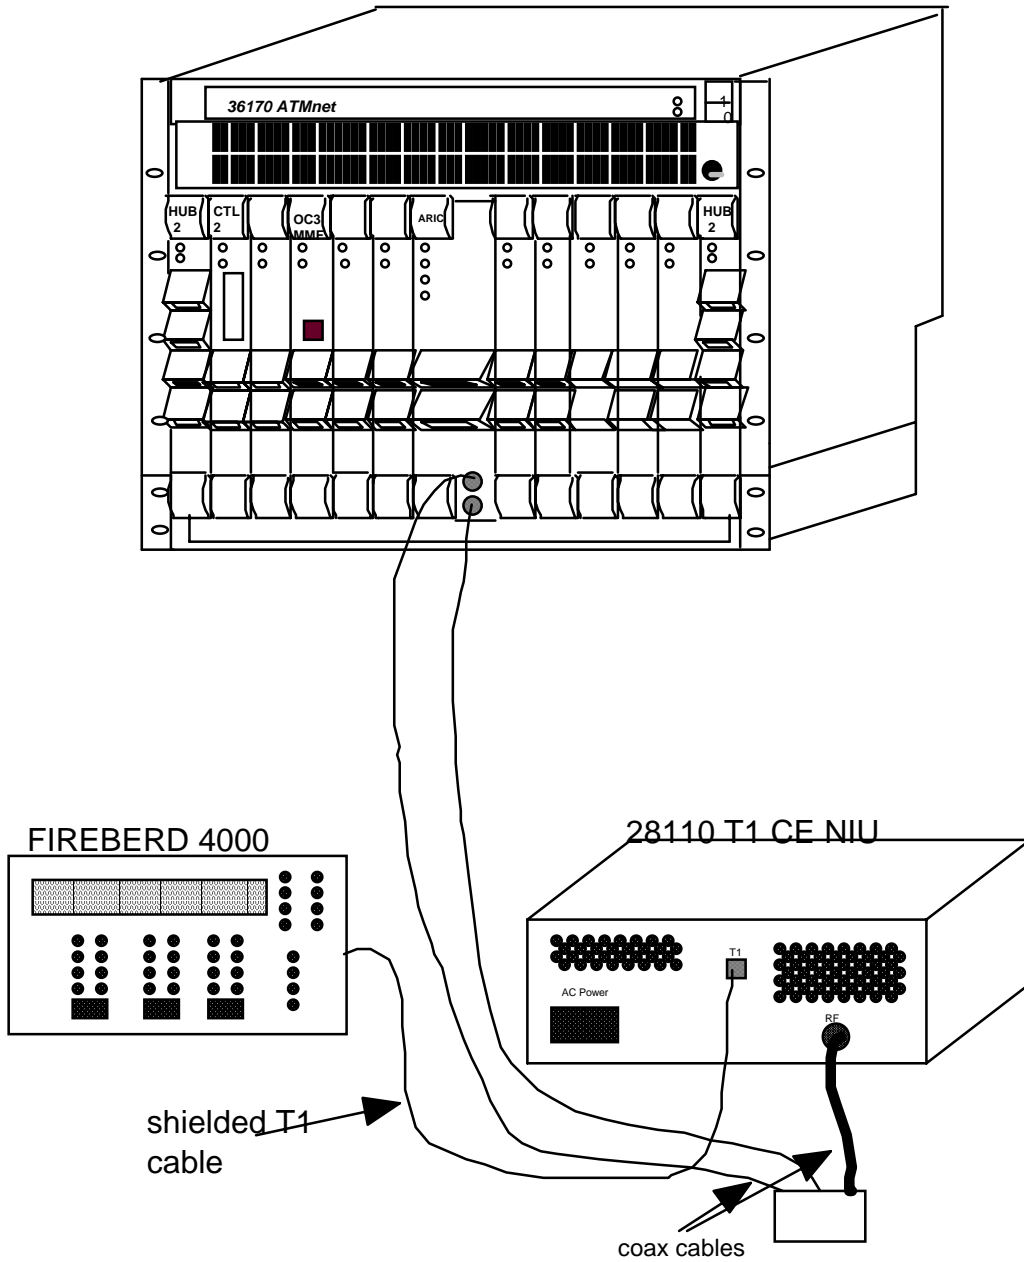 36170 ATMnet
1
0
HUB
2
CTL
2
OC3
MMF
ARIC
HUB
2
FIREBERD 4000
28110 T1 CE NIU
T1
AC Power
RF
shielded T1
cable
coax cables